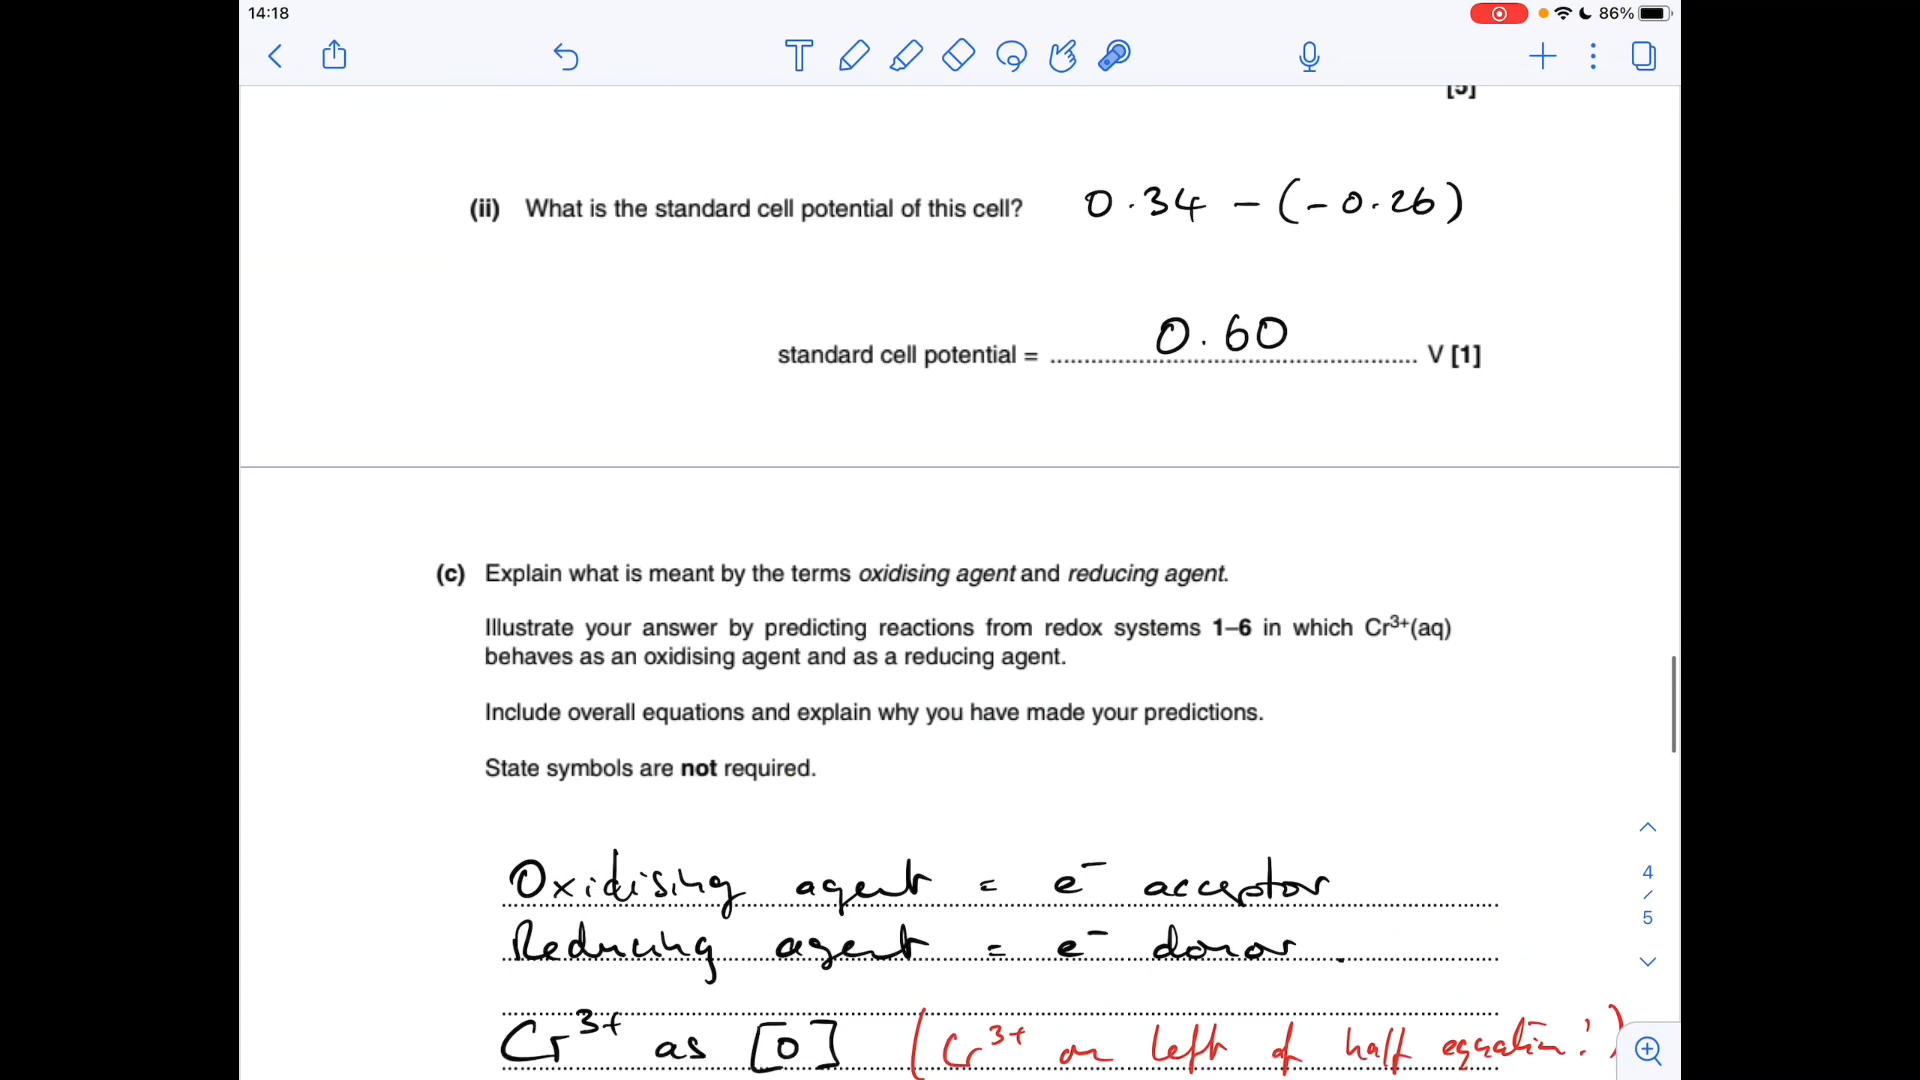 14:18
86%
[5]
(ii) What is the standard cell potential of this cell? 0.34 - (-0.26)
0.60
standard cell potential = .......... V [1]
(c) Explain what is meant by the terms oxidising agent and reducing agent.
Illustrate your answer by predicting reactions from redox systems 1–6 in which Cr³⁺(aq)
behaves as an oxidising agent and as a reducing agent.
Include overall equations and explain why you have made your predictions.
State symbols are not required.
Oxidising agent = e⁻ acceptor
Reducing agent = e⁻ donor.
Cr³⁺ as [O] (Cr³⁺ on left of half equation!)
4
/
5